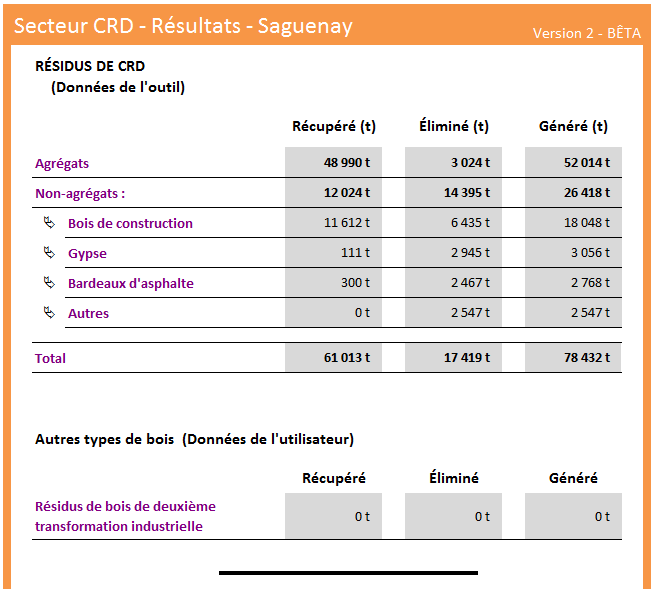 Secteur CRD - Résultats - Saguenay
Version 2 - BÊTA
RÉSIDUS DE CRD
(Données de l'outil)
Récupéré (t) Éliminé (t) Généré (t)
Agrégats 48 990 t 3 024 t 52 014 t
Non-agrégats : 12 024 t 14 395 t 26 418 t
Bois de construction 11 612 t 6 435 t 18 048 t
Gypse 111 t 2 945 t 3 056 t
Bardeaux d'asphalte 300 t 2 467 t 2 768 t
Autres 0 t 2 547 t 2 547 t
Total 61 013 t 17 419 t 78 432 t
Autres types de bois (Données de l'utilisateur)
Récupéré Éliminé Généré
Résidus de bois de deuxième
transformation industrielle 0 t 0 t 0 t